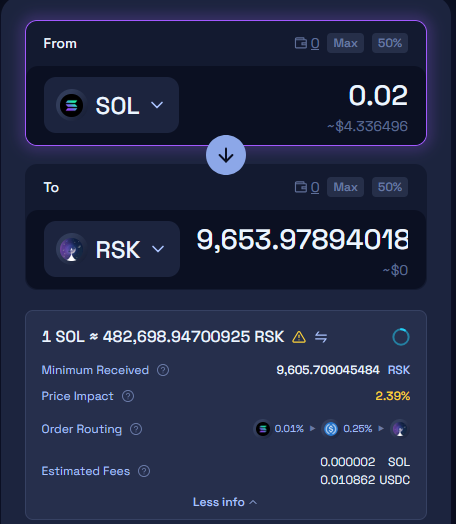 From 0 Max 50%
SOL 0.02
~$4.336496
To 0 Max 50%
RSK 9,653.97894018
~$0
1 SOL ≈ 482,698.94700925 RSK
Minimum Received ? 9,605.709045484 RSK
Price Impact ? 2.39%
Order Routing ? 0.01% 0.25%
Estimated Fees ? 0.000002 SOL
0.010862 USDC
Less info